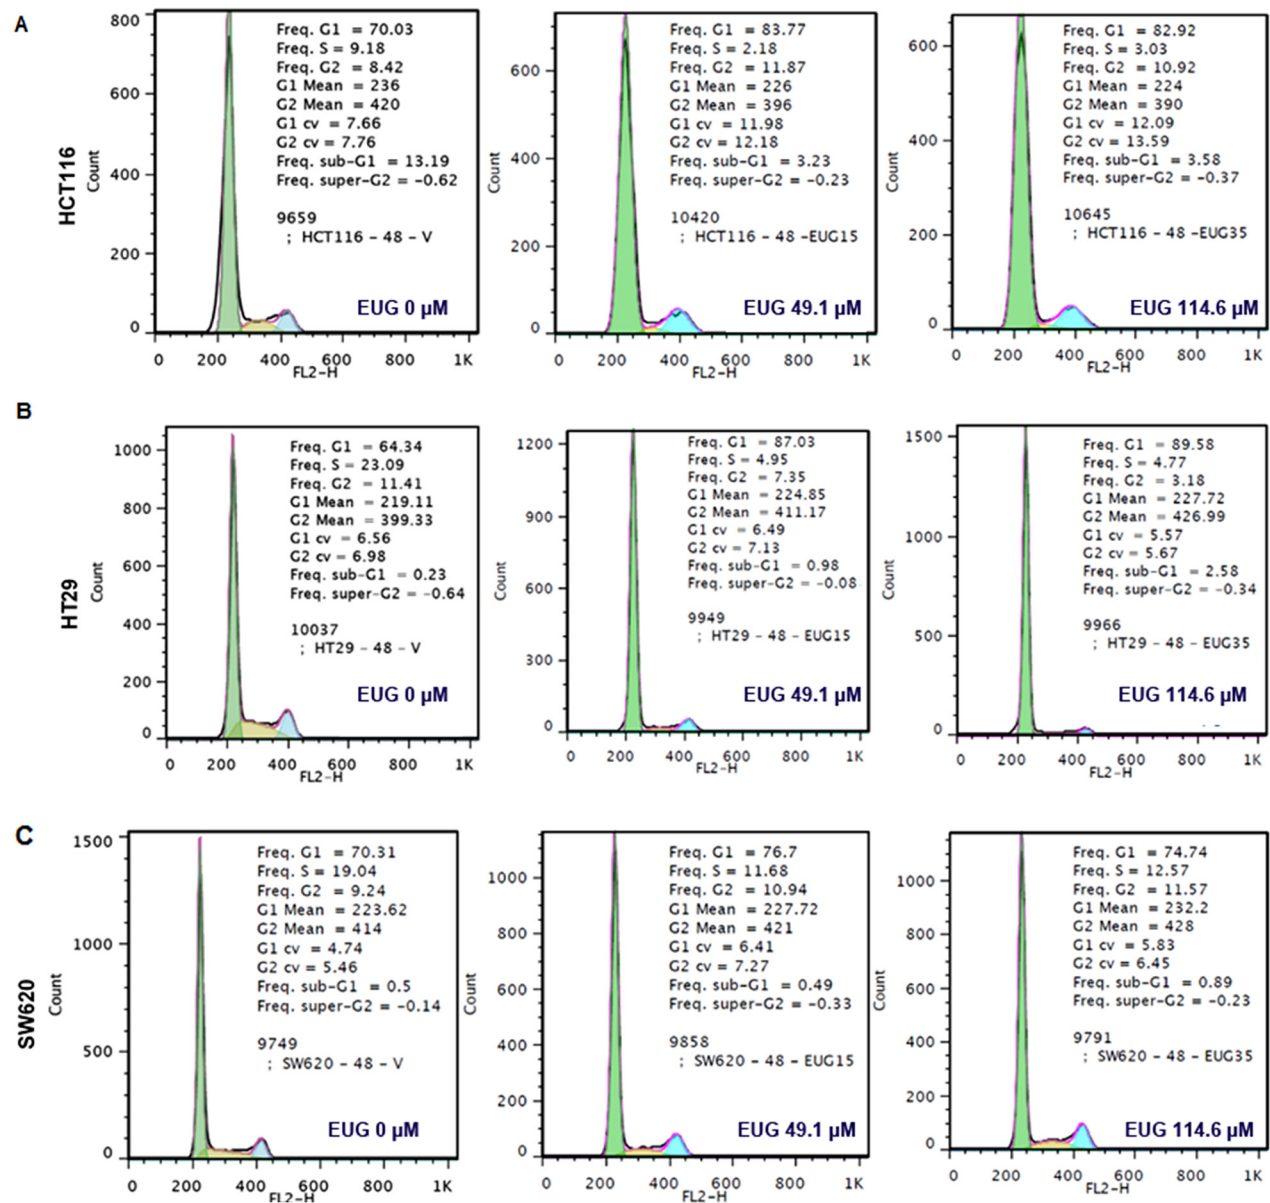 A
HCT116
Count
800
600
400
200
0
Freq. G1 = 70.03
Freq. S = 9.18
Freq. G2 = 8.42
G1 Mean = 236
G2 Mean = 420
G1 cv = 7.66
G2 cv = 7.76
Freq. sub-G1 = 13.19
Freq. super-G2 = -0.62
9659
; HCT116 - 48 - V
EUG 0 µM
0 200 400 600 800 1K
FL2-H
Count
600
400
200
0
Freq. G1 = 83.77
Freq. S = 2.18
Freq. G2 = 11.87
G1 Mean = 226
G2 Mean = 396
G1 cv = 11.98
G2 cv = 12.18
Freq. sub-G1 = 3.23
Freq. super-G2 = -0.23
10420
; HCT116 - 48 -EUG15
EUG 49.1 µM
0 200 400 600 800 1K
FL2-H
Count
600
400
200
0
Freq. G1 = 82.92
Freq. S = 3.03
Freq. G2 = 10.92
G1 Mean = 224
G2 Mean = 390
G1 cv = 12.09
G2 cv = 13.59
Freq. sub-G1 = 3.58
Freq. super-G2 = -0.37
10645
; HCT116 - 48 -EUG35
EUG 114.6 µM
0 200 400 600 800 1K
FL2-H
B
HT29
Count
1000
800
600
400
200
0
Freq. G1 = 64.34
Freq. S = 23.09
Freq. G2 = 11.41
G1 Mean = 219.11
G2 Mean = 399.33
G1 cv = 6.56
G2 cv = 6.98
Freq. sub-G1 = 0.23
Freq. super-G2 = -0.64
10037
; HT29 - 48 - V
EUG 0 µM
0 200 400 600 800 1K
FL2-H
Count
1200
900
600
300
0
Freq. G1 = 87.03
Freq. S = 4.95
Freq. G2 = 7.35
G1 Mean = 224.85
G2 Mean = 411.17
G1 cv = 6.49
G2 cv = 7.13
Freq. sub-G1 = 0.98
Freq. super-G2 = -0.08
9949
; HT29 - 48 - EUG15
EUG 49.1 µM
0 200 400 600 800 1K
FL2-H
Count
1500
1000
500
0
Freq. G1 = 89.58
Freq. S = 4.77
Freq. G2 = 3.18
G1 Mean = 227.72
G2 Mean = 426.99
G1 cv = 5.57
G2 cv = 5.67
Freq. sub-G1 = 2.58
Freq. super-G2 = -0.34
9966
; HT29 - 48 - EUG35
EUG 114.6 µM
0 200 400 600 800 1K
FL2-H
C
SW620
Count
1500
1000
500
0
Freq. G1 = 70.31
Freq. S = 19.04
Freq. G2 = 9.24
G1 Mean = 223.62
G2 Mean = 414
G1 cv = 4.74
G2 cv = 5.46
Freq. sub-G1 = 0.5
Freq. super-G2 = -0.14
9749
; SW620 - 48 - V
EUG 0 µM
0 200 400 600 800 1K
FL2-H
Count
1000
800
600
400
200
0
Freq. G1 = 76.7
Freq. S = 11.68
Freq. G2 = 10.94
G1 Mean = 227.72
G2 Mean = 421
G1 cv = 6.41
G2 cv = 7.27
Freq. sub-G1 = 0.49
Freq. super-G2 = -0.33
9858
; SW620 - 48 - EUG15
EUG 49.1 µM
0 200 400 600 800 1K
FL2-H
Count
1000
800
600
400
200
0
Freq. G1 = 74.74
Freq. S = 12.57
Freq. G2 = 11.57
G1 Mean = 232.2
G2 Mean = 428
G1 cv = 5.83
G2 cv = 6.45
Freq. sub-G1 = 0.89
Freq. super-G2 = -0.23
9791
; SW620 - 48 - EUG35
EUG 114.6 µM
0 200 400 600 800 1K
FL2-H